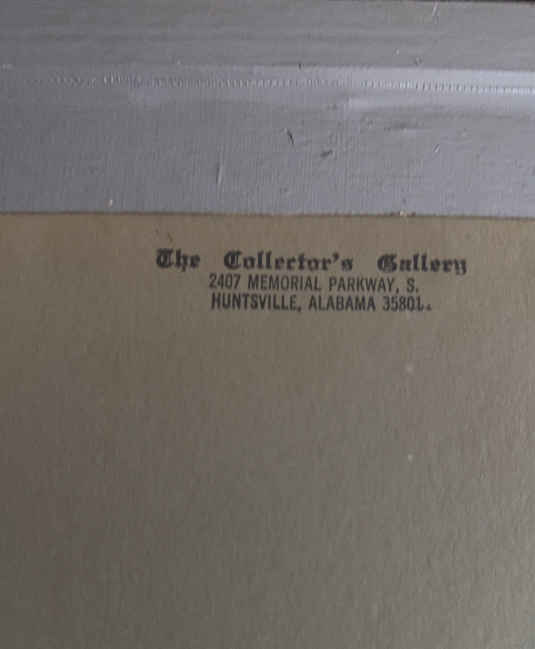 The Collector's Gallery
2407 MEMORIAL PARKWAY, S.
HUNTSVILLE, ALABAMA 35801.